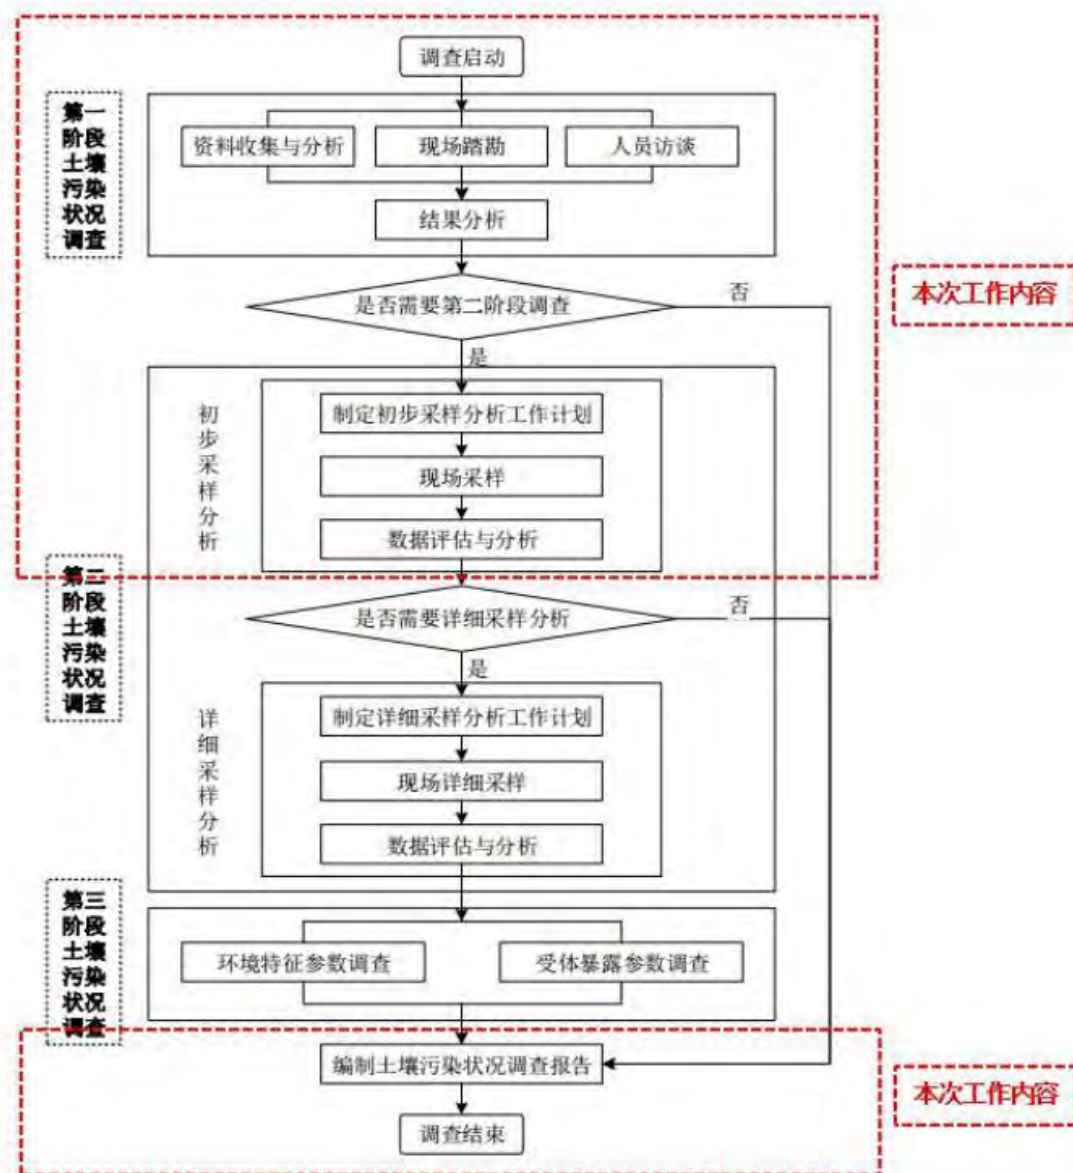 调查启动
第一
阶段
土壤
污染
状况
调查
资料收集与分析
现场踏勘
人员访谈
结果分析
是否需要第二阶段调查
否
本次工作内容
是
初
步
采
样
分
析
制定初步采样分析工作计划
现场采样
数据评估与分析
第二
阶段
土壤
污染
状况
调查
是否需要详细采样分析
否
是
详
细
采
样
分
析
制定详细采样分析工作计划
现场详细采样
数据评估与分析
第三
阶段
土壤
污染
状况
调查
环境特征参数调查
受体暴露参数调查
编制土壤污染状况调查报告
本次工作内容
调查结束